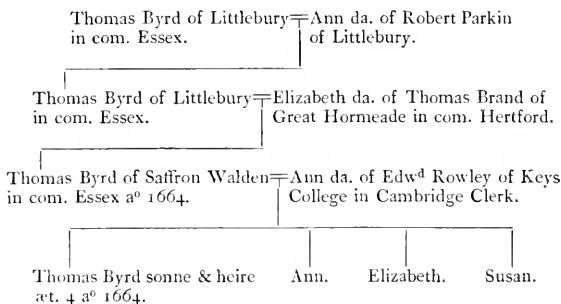 Thomas Byrd of Littlebury╤Ann da. of Robert Parkin
in com. Essex. of Littlebury.
Thomas Byrd of Littlebury╤Elizabeth da. of Thomas Brand of
in com. Essex. Great Hormeade in com. Hertford.
Thomas Byrd of Saffron Walden╤Ann da. of Edwᵈ Rowley of Keys
in com. Essex aº 1664. College in Cambridge Clerk.
Thomas Byrd sonne & heire Ann. Elizabeth. Susan.
æt. 4 aº 1664.